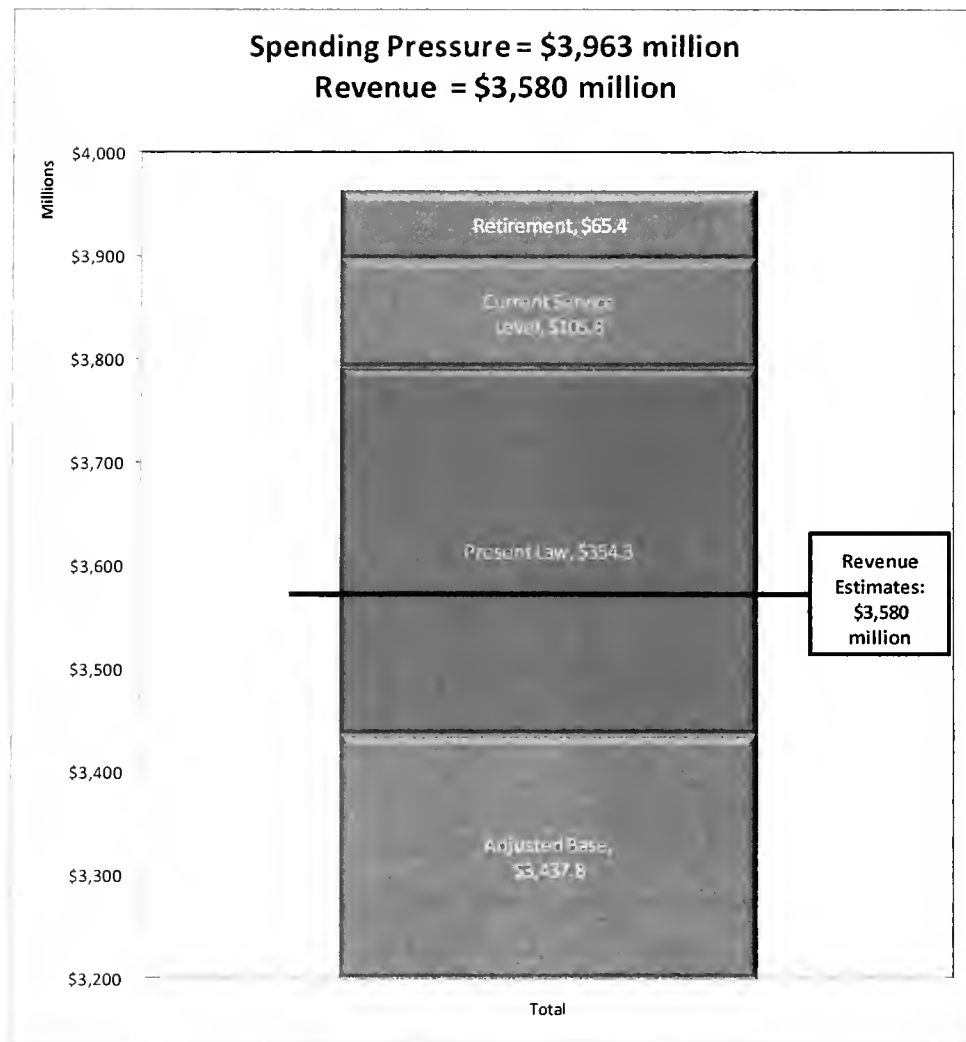 Spending Pressure = $3,963 million
Revenue = $3,580 million
Millions
$4,000
$3,900
$3,800
$3,700
$3,600
$3,500
$3,400
$3,300
$3,200
Retirement, $65.4
Current Service
Level,
Present Law, $354.3
Adjusted Base,
$3,437.8
Revenue
Estimates:
$3,580
million
Total